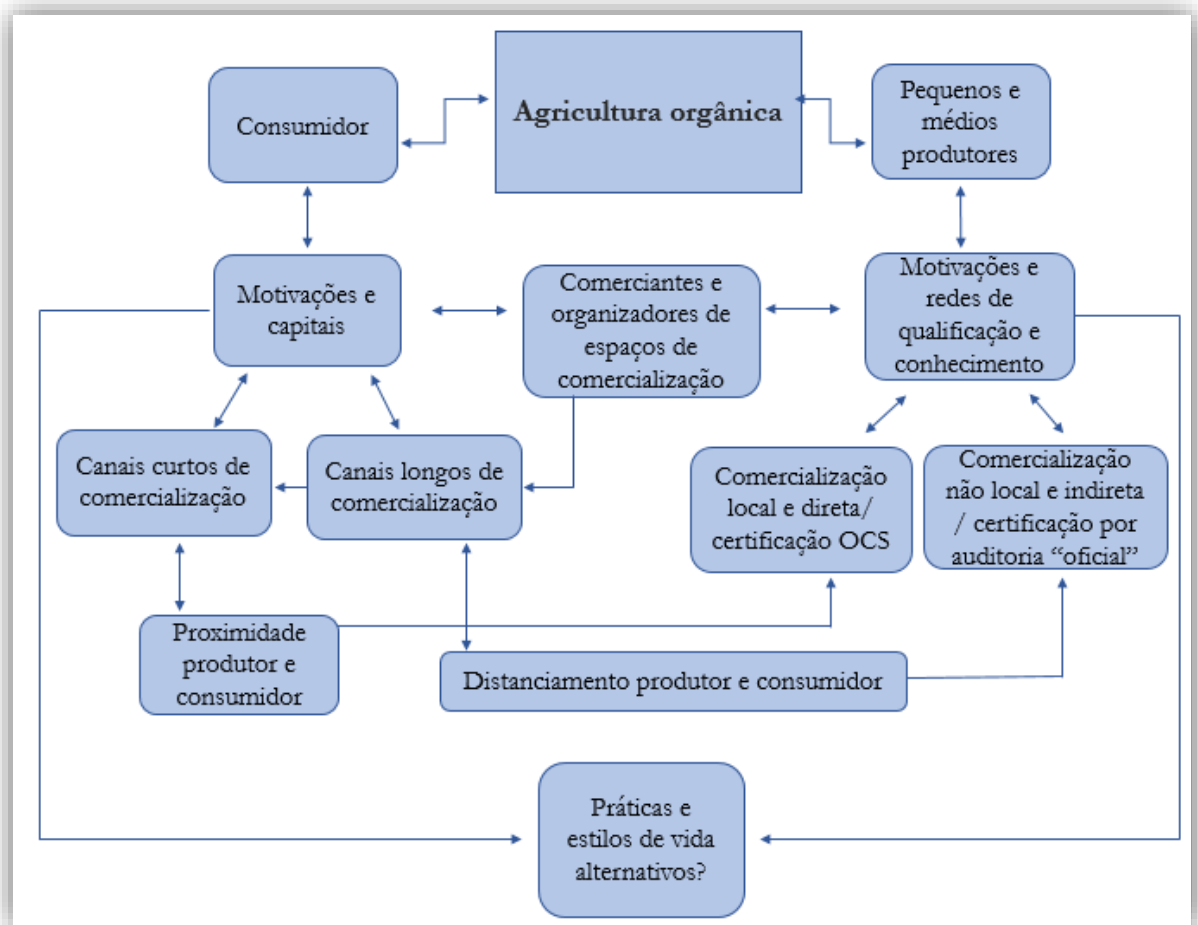 Consumidor
Agricultura orgânica
Pequenos e
médios
produtores
Motivações e
capitais
Comerciantes e
organizadores de
espaços de
comercialização
Motivações e
redes de
qualificação e
conhecimento
Canais curtos de
comercialização
Canais longos de
comercialização
Comercialização
local e direta/
certificação OCS
Comercialização
não local e indireta
/ certificação por
auditoria “oficial”
Proximidade
produtor e
consumidor
Distanciamento produtor e consumidor
Práticas e
estilos de vida
alternativos?